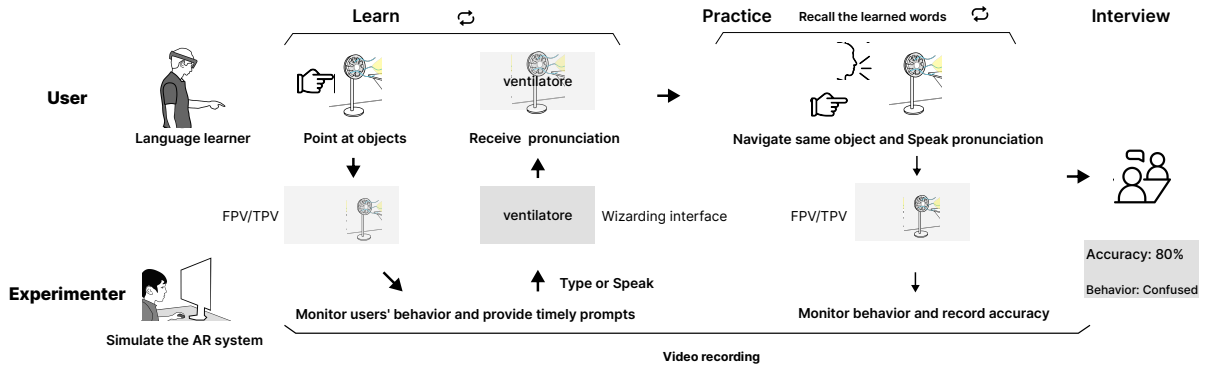 Learn
Practice
Recall the learned words
Interview
User
Language learner
Point at objects
ventilatore
Receive pronunciation
Navigate same object and Speak pronunciation
FPV/TPV
ventilatore
Wizarding interface
FPV/TPV
Experimenter
Simulate the AR system
Type or Speak
Monitor users' behavior and provide timely prompts
Monitor behavior and record accuracy
Accuracy: 80%
Behavior: Confused
Video recording